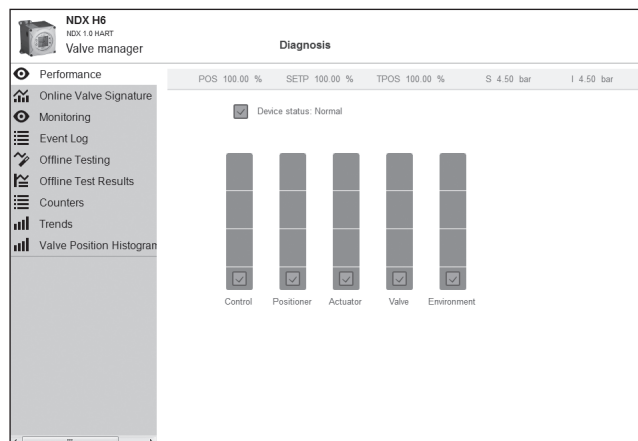 NDX H6
NDX 1.0 HART
Valve manager
Diagnosis
Performance
Online Valve Signature
Monitoring
Event Log
Offline Testing
Offline Test Results
Counters
Trends
Valve Position Histogram
POS 100.00 % SETP 100.00 % TPOS 100.00 % S 4.50 bar I 4.50 bar
Device status: Normal
Control Positioner Actuator Valve Environment